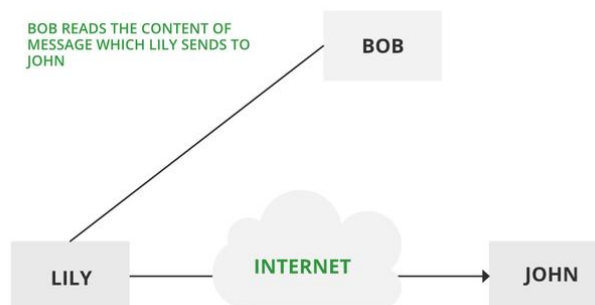 BOB READS THE CONTENT OF
MESSAGE WHICH LILY SENDS TO
JOHN
BOB
LILY
INTERNET
JOHN